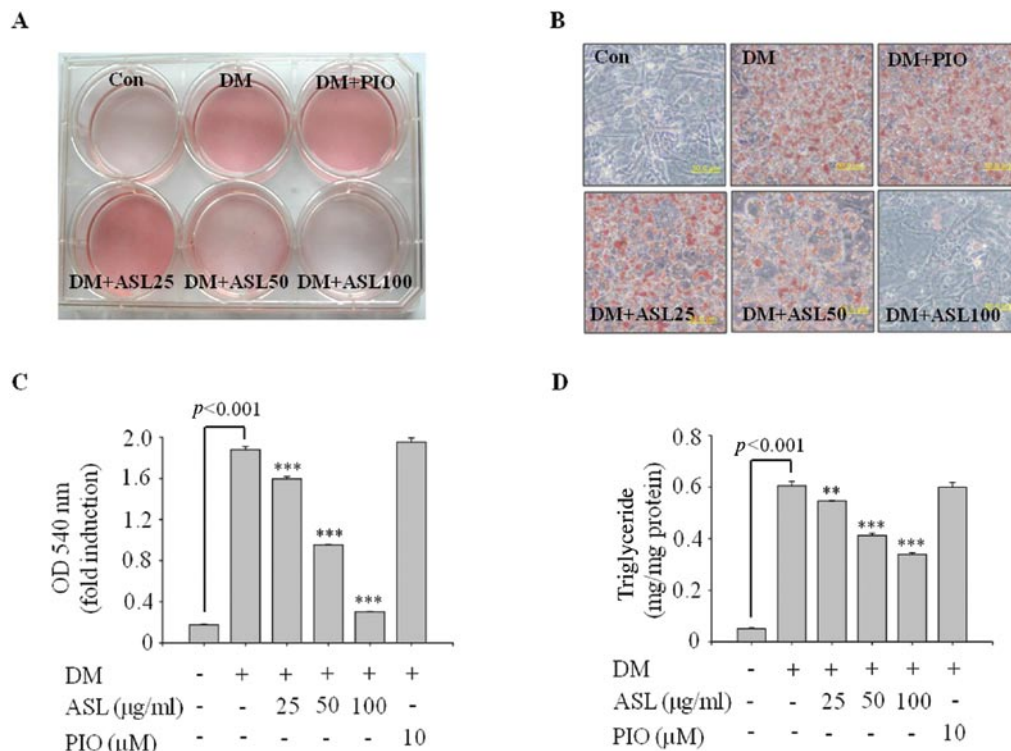 A
Con DM DM+PIO
DM+ASL25 DM+ASL50 DM+ASL100
B
Con DM DM+PIO
DM+ASL25 DM+ASL50 DM+ASL100
C
p<0.001
OD 540 nm
(fold induction)
2.0
1.6
1.2
0.8
0.4
0
***
***
***
DM - + + + + +
ASL (µg/ml) - - 25 50 100 -
PIO (µM) - - - - - 10
D
p<0.001
Triglyceride
(mg/mg protein)
0.8
0.6
0.4
0.2
0
**
***
***
DM - + + + + +
ASL (µg/ml) - - 25 50 100 -
PIO (µM) - - - - - 10